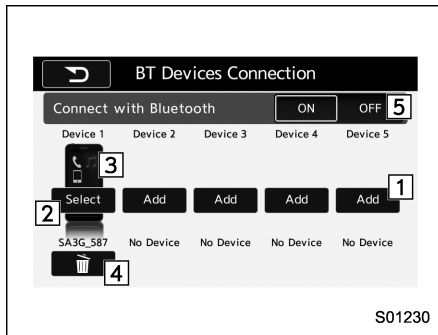 BT Devices Connection
Connect with Bluetooth ON OFF 5
Device 1 Device 2 Device 3 Device 4 Device 5
3
1
Select Add Add Add Add
2
SA3G_587 No Device No Device No Device No Device
4
S01230